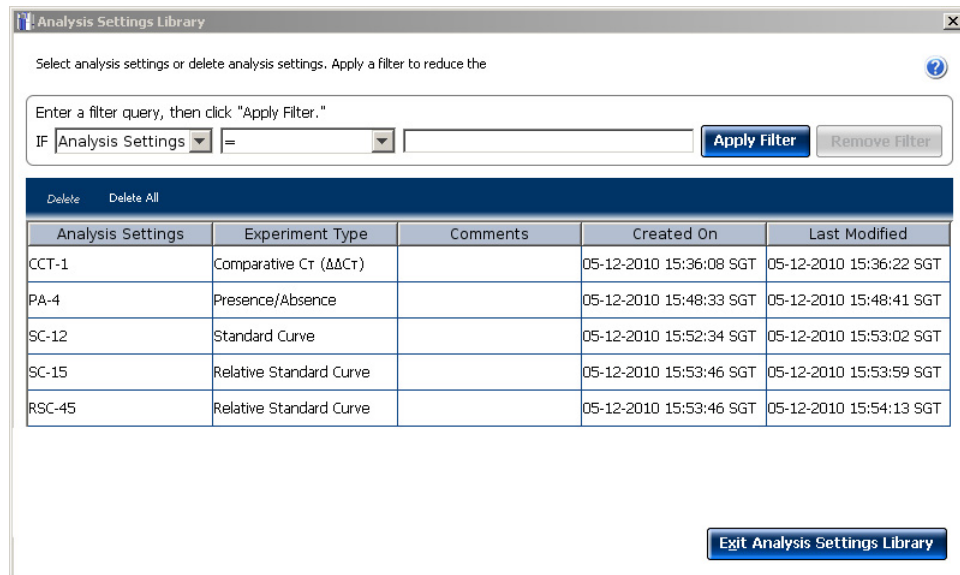 Analysis Settings Library
Select analysis settings or delete analysis settings. Apply a filter to reduce the
Enter a filter query, then click "Apply Filter."
IF Analysis Settings = Apply Filter Remove Filter
Delete Delete All
Analysis Settings Experiment Type Comments Created On Last Modified
CCT-1 Comparative Cᴛ (ΔΔCᴛ) 05-12-2010 15:36:08 SGT 05-12-2010 15:36:22 SGT
PA-4 Presence/Absence 05-12-2010 15:48:33 SGT 05-12-2010 15:48:41 SGT
SC-12 Standard Curve 05-12-2010 15:52:34 SGT 05-12-2010 15:53:02 SGT
SC-15 Relative Standard Curve 05-12-2010 15:53:46 SGT 05-12-2010 15:53:59 SGT
RSC-45 Relative Standard Curve 05-12-2010 15:53:46 SGT 05-12-2010 15:54:13 SGT
Exit Analysis Settings Library